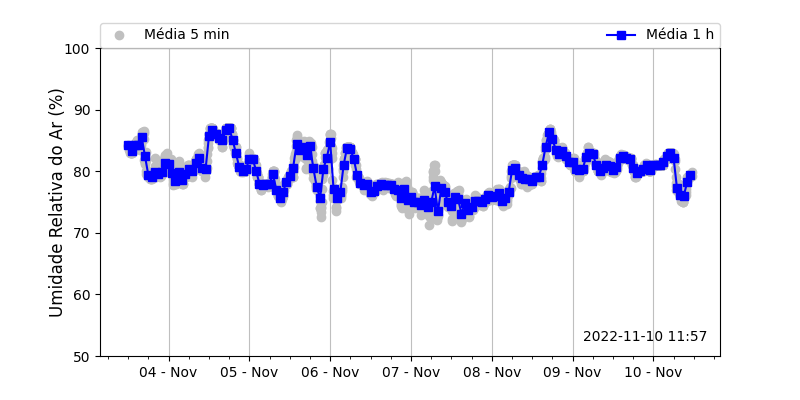 Média 5 min
Média 1 h
100
90
80
70
60
50
Umidade Relativa do Ar (%)
2022-11-10 11:57
04 - Nov
05 - Nov
06 - Nov
07 - Nov
08 - Nov
09 - Nov
10 - Nov